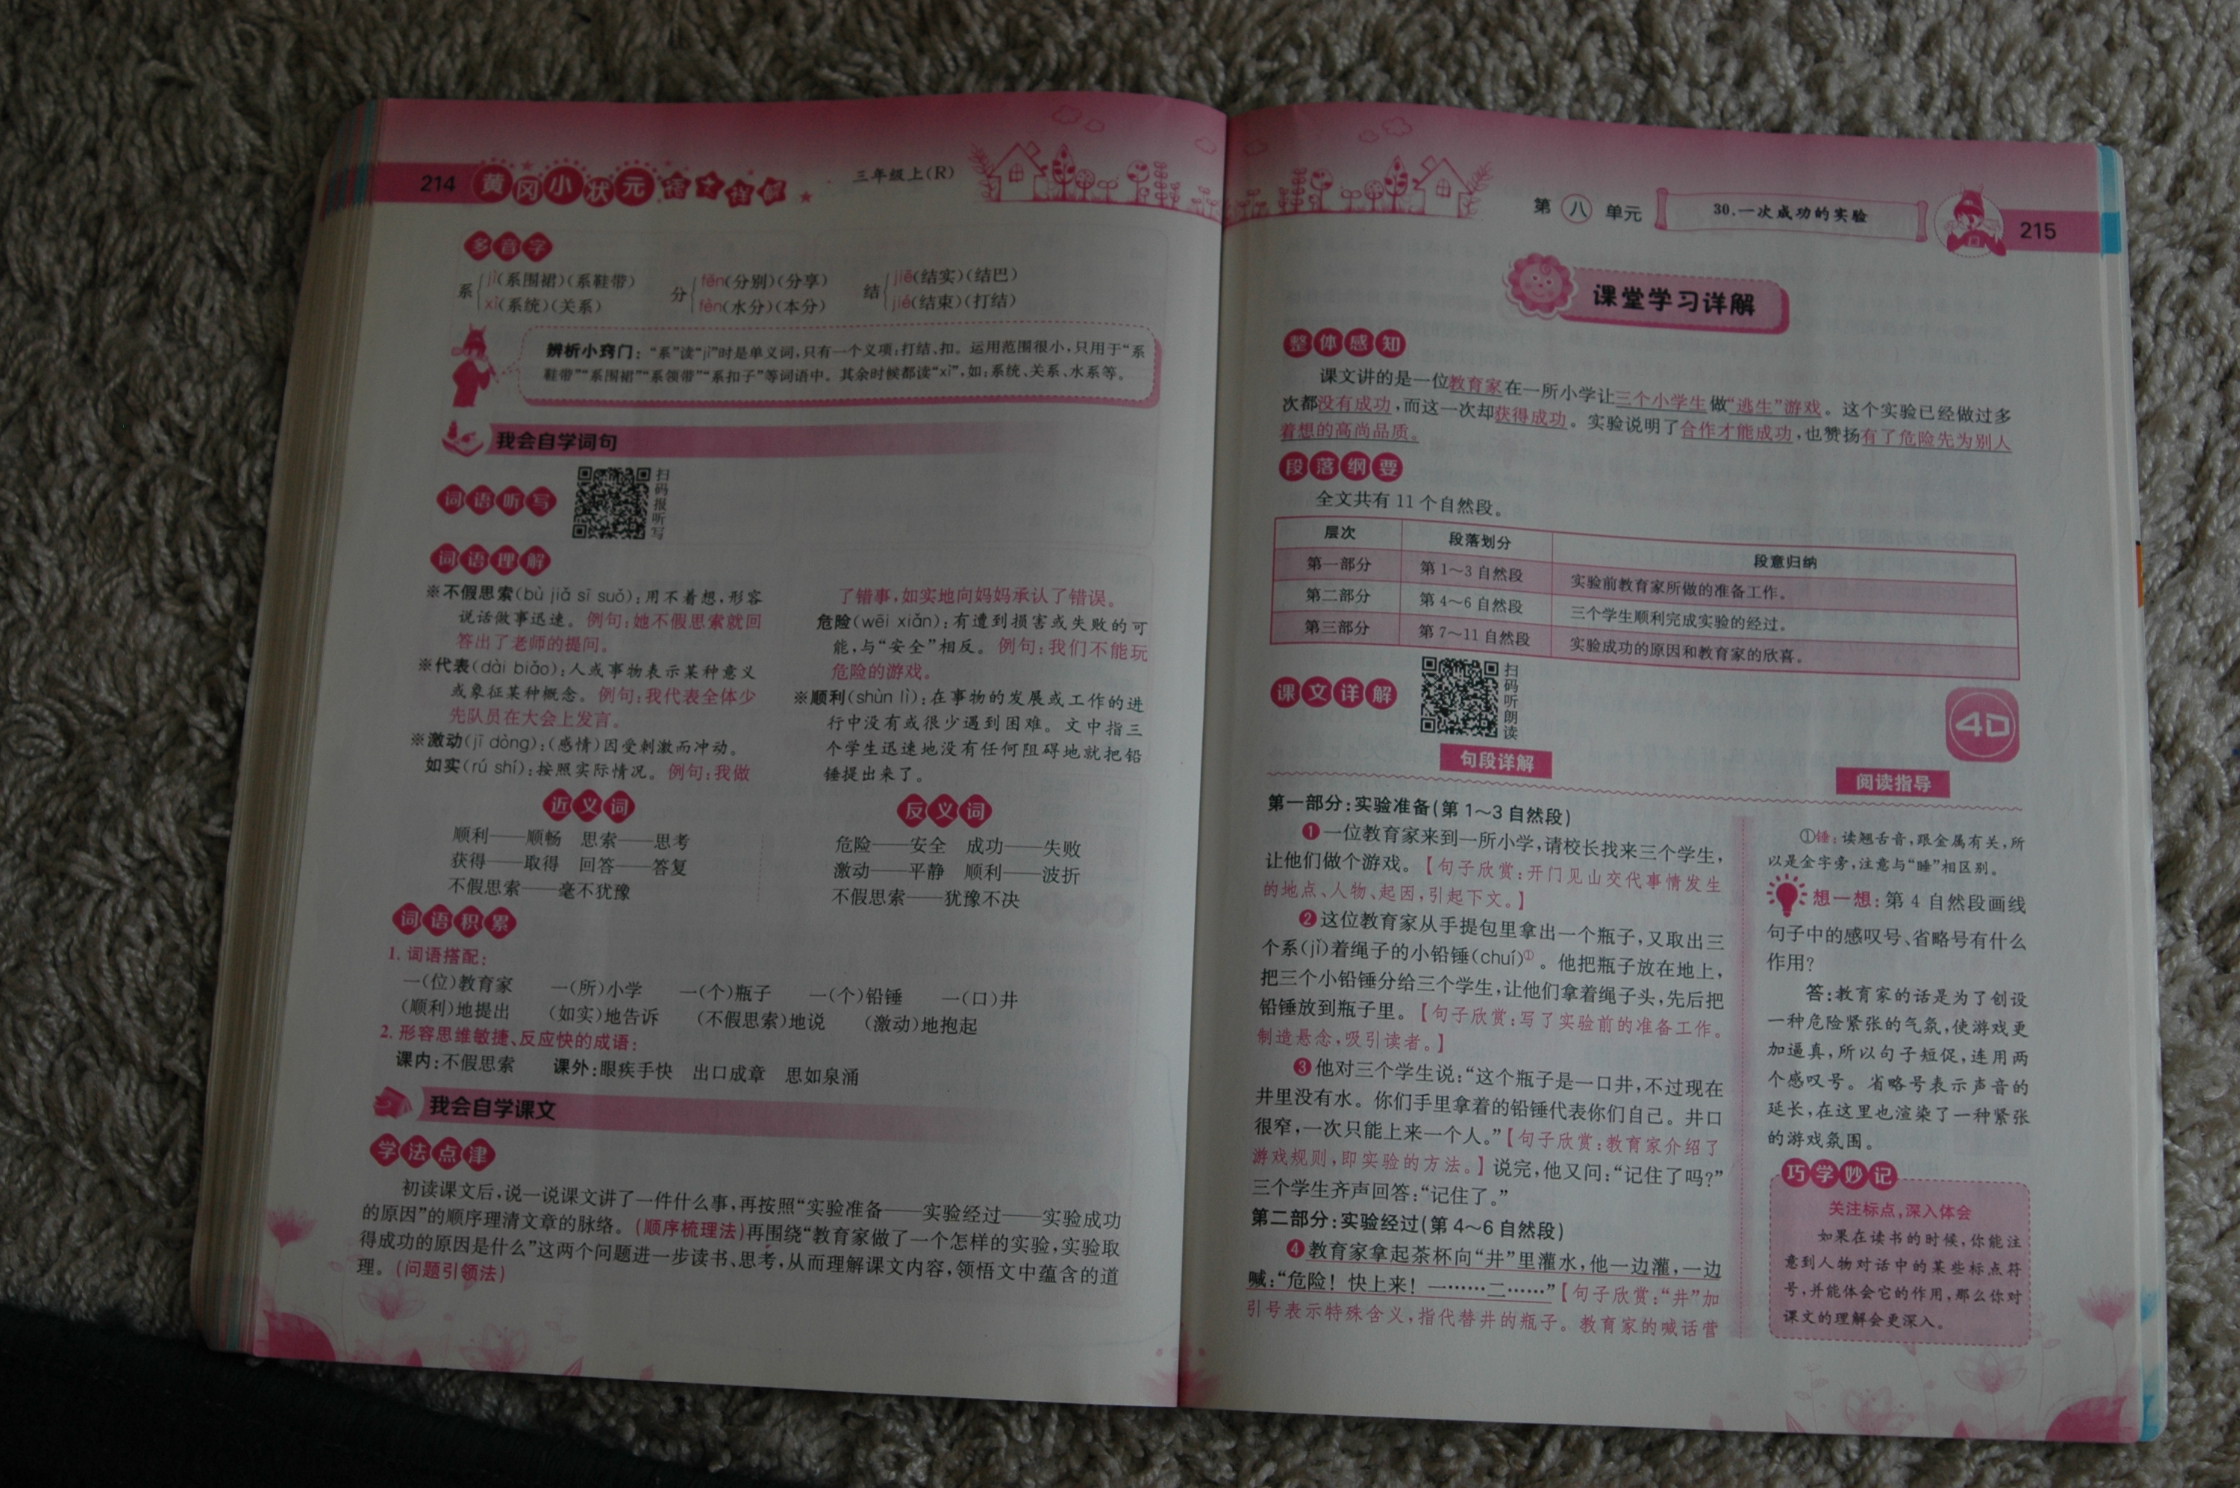 214 黄冈小状元 语文详解 三年级上(R)
多音字
系 jì(系围裙)(系鞋带)
xì(系统)(关系)
分 fēn(分别)(分享)
fèn(水分)(本分)
结 jiē(结实)(结巴)
jié(结束)(打结)
辨析小窍门：“系”读“jì”时是单义词,只有一个义项:打结、扣。运用范围很小,只用于“系
鞋带”“系围裙”“系领带”“系扣子”等词语中。其余时候都读“xì”,如:系统、关系、水系等。
我会自学词句
词语听写
扫码报听写
词语理解
※不假思索(bù jiǎ sī suǒ):用不着想,形容
说话做事迅速。例句:她不假思索就回
答出了老师的提问。
※代表(dài biǎo):人或事物表示某种意义
或象征某种概念。例句:我代表全体少
先队员在大会上发言。
※激动(jī dòng):(感情)因受刺激而冲动。
如实(rú shí):按照实际情况。例句:我做
了错事,如实地向妈妈承认了错误。
危险(wēi xiǎn):有遭到损害或失败的可
能,与“安全”相反。例句:我们不能玩
危险的游戏。
※顺利(shùn lì):在事物的发展或工作的进
行中没有或很少遇到困难。文中指三
个学生迅速地没有任何阻碍地就把铅
锤提出来了。
近义词
顺利——顺畅 思索——思考
获得——取得 回答——答复
不假思索——毫不犹豫
反义词
危险——安全 成功——失败
激动——平静 顺利——波折
不假思索——犹豫不决
词语积累
1. 词语搭配:
一(位)教育家 一(所)小学 一(个)瓶子 一(个)铅锤 一(口)井
(顺利)地提出 (如实)地告诉 (不假思索)地说 (激动)地抱起
2. 形容思维敏捷、反应快的成语:
课内:不假思索 课外:眼疾手快 出口成章 思如泉涌
我会自学课文
学法点津
初读课文后,说一说课文讲了一件什么事,再按照“实验准备——实验经过——实验成功
的原因”的顺序理清文章的脉络。(顺序梳理法)再围绕“教育家做了一个怎样的实验,实验取
得成功的原因是什么”这两个问题进一步读书、思考,从而理解课文内容,领悟文中蕴含的道
理。(问题引领法)
第八单元 30.一次成功的实验 215
课堂学习详解
整体感知
课文讲的是一位教育家在一所小学让三个小学生做“逃生”游戏。这个实验已经做过多
次都没有成功,而这一次却获得成功。实验说明了合作才能成功,也赞扬有了危险先为别人
着想的高尚品质。
段落纲要
全文共有11个自然段。
层次 段落划分 段意归纳
第一部分 第1~3自然段 实验前教育家所做的准备工作。
第二部分 第4~6自然段 三个学生顺利完成实验的经过。
第三部分 第7~11自然段 实验成功的原因和教育家的欣喜。
课文详解
扫码听朗读
句段详解 阅读指导
第一部分:实验准备(第1~3自然段)
❶一位教育家来到一所小学,请校长找来三个学生,
让他们做个游戏。【句子欣赏:开门见山交代事情发生
的地点、人物、起因,引起下文。】
❷这位教育家从手提包里拿出一个瓶子,又取出三
个系(jì)着绳子的小铅锤(chuí)①。他把瓶子放在地上,
把三个小铅锤分给三个学生,让他们拿着绳子头,先后把
铅锤放到瓶子里。【句子欣赏:写了实验前的准备工作。
制造悬念,吸引读者。】
❸他对三个学生说:“这个瓶子是一口井,不过现在
井里没有水。你们手里拿着的铅锤代表你们自己。井口
很窄,一次只能上来一个人。”【句子欣赏:教育家介绍了
游戏规则,即实验的方法。】说完,他又问:“记住了吗?”
三个学生齐声回答:“记住了。”
第二部分:实验经过(第4~6自然段)
❹教育家拿起茶杯向“井”里灌水,他一边灌,一边
喊:“危险！快上来！一……二……”【句子欣赏:“井”加
引号表示特殊含义,指代替井的瓶子。教育家的喊话营
①锤:读翘舌音,跟金属有关,所
以是金字旁,注意与“睡”相区别。
想一想:第4自然段画线
句子中的感叹号、省略号有什么
作用?
答:教育家的话是为了创设
一种危险紧张的气氛,使游戏更
加逼真,所以句子短促,连用两
个感叹号。省略号表示声音的
延长,在这里也渲染了一种紧张
的游戏氛围。
巧学妙记
关注标点,深入体会
如果在读书的时候,你能注
意到人物对话中的某些标点符
号,并能体会它的作用,那么你对
课文的理解会更深入。